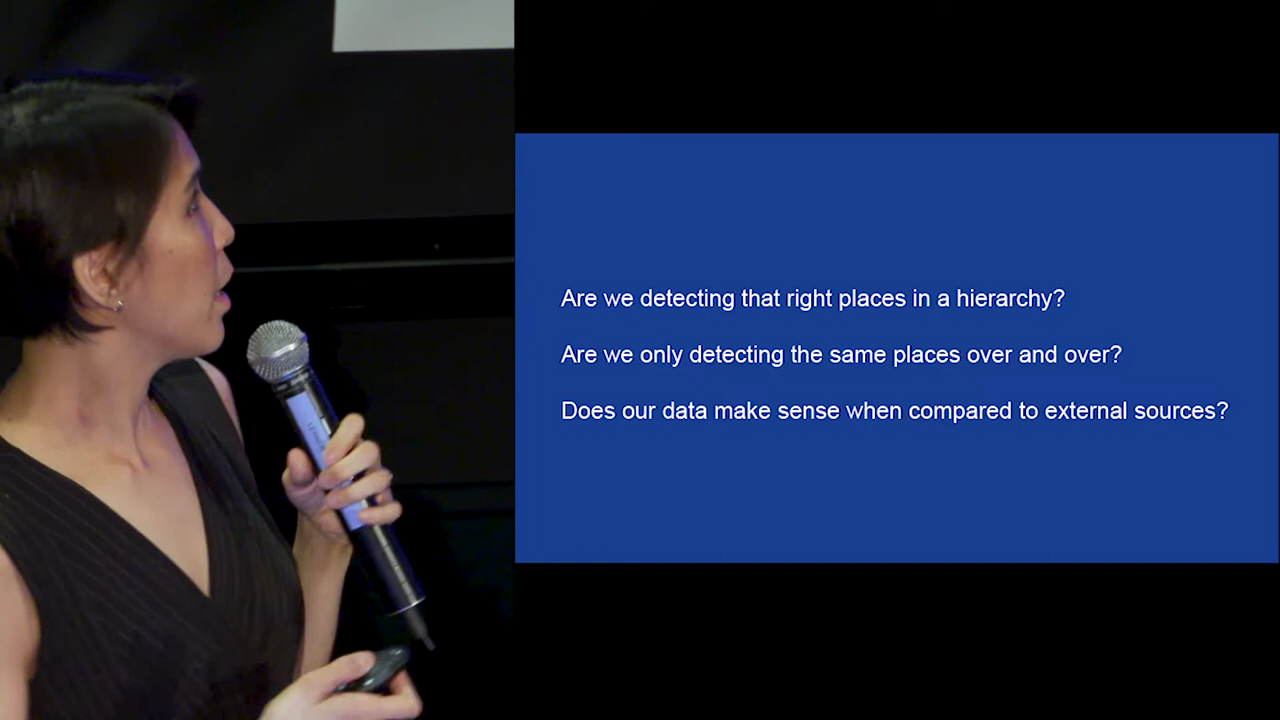 Are we detecting that right places in a hierarchy?
Are we only detecting the same places over and over?
Does our data make sense when compared to external sources?